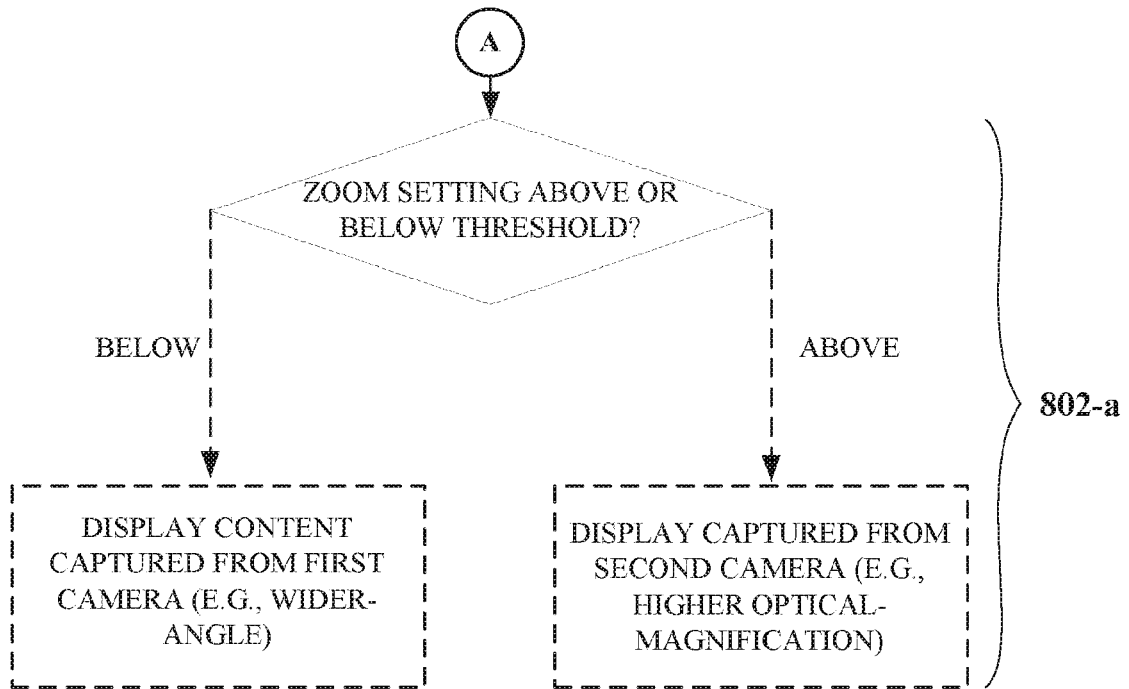 A
ZOOM SETTING ABOVE OR
BELOW THRESHOLD?
BELOW
ABOVE
802-a
DISPLAY CONTENT
CAPTURED FROM FIRST
CAMERA (E.G., WIDER-
ANGLE)
DISPLAY CAPTURED FROM
SECOND CAMERA (E.G.,
HIGHER OPTICAL-
MAGNIFICATION)